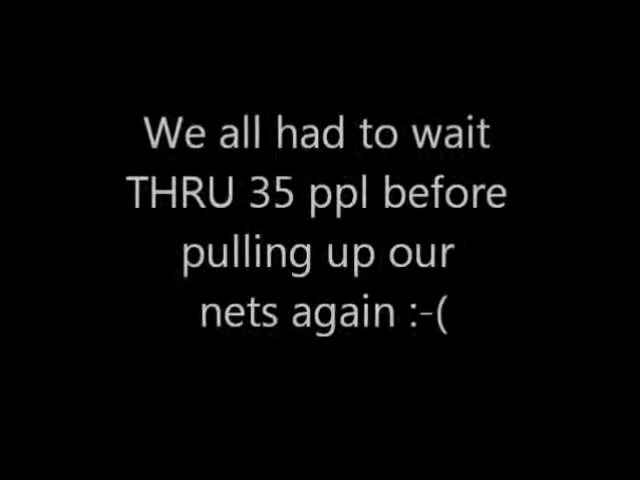 We all had to wait
THRU 35 ppl before
pulling up our
nets again :-(